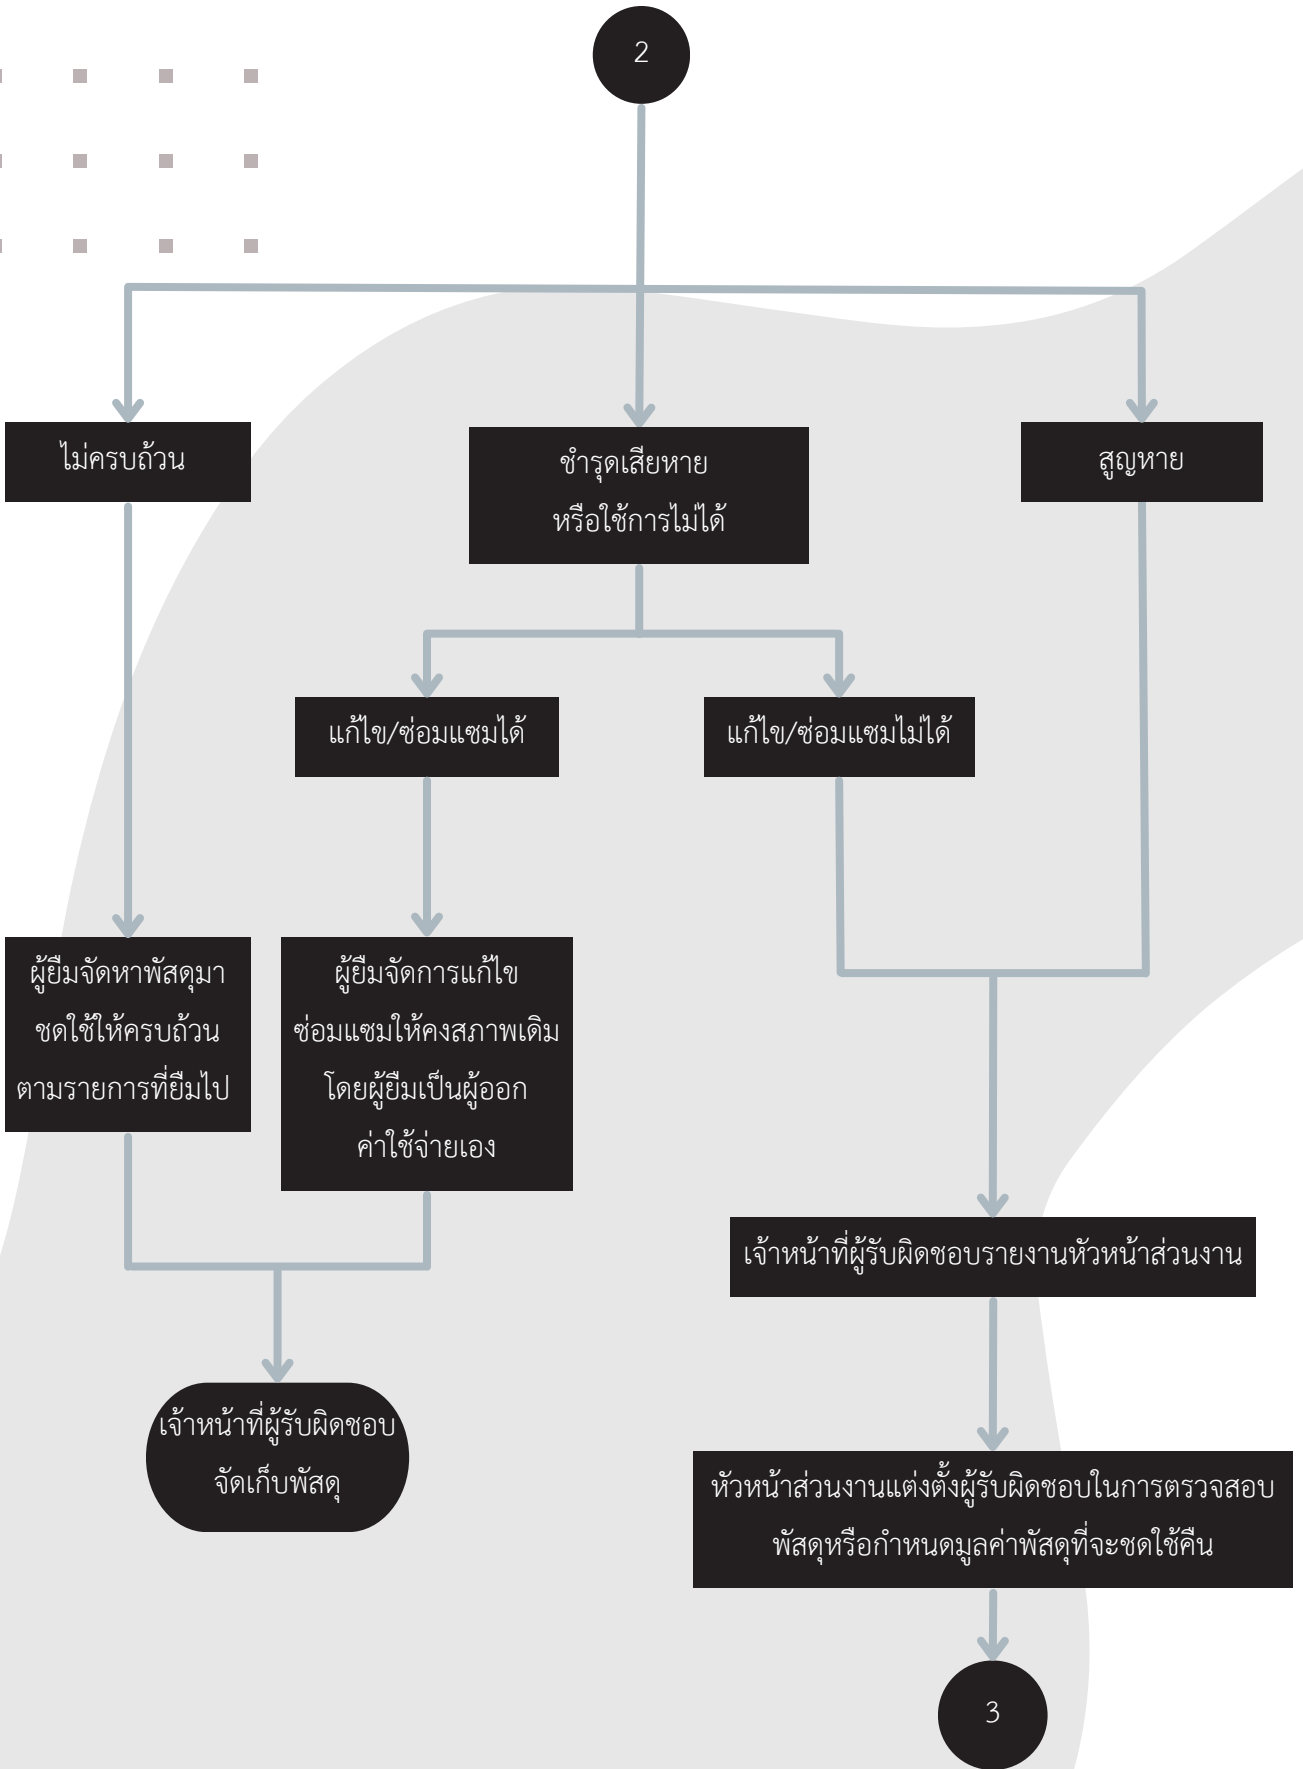 2
ไม่ครบถ้วน
ชำรุดเสียหาย
หรือใช้การไม่ได้
สูญหาย
แก้ไข/ซ่อมแซมได้
แก้ไข/ซ่อมแซมไม่ได้
ผู้ยืมจัดหาพัสดุมา
ชดใช้ให้ครบถ้วน
ตามรายการที่ยืมไป
ผู้ยืมจัดการแก้ไข
ซ่อมแซมให้คงสภาพเดิม
โดยผู้ยืมเป็นผู้ออก
ค่าใช้จ่ายเอง
เจ้าหน้าที่ผู้รับผิดชอบรายงานหัวหน้าส่วนงาน
เจ้าหน้าที่ผู้รับผิดชอบ
จัดเก็บพัสดุ
หัวหน้าส่วนงานแต่งตั้งผู้รับผิดชอบในการตรวจสอบ
พัสดุหรือกำหนดมูลค่าพัสดุที่จะชดใช้คืน
3